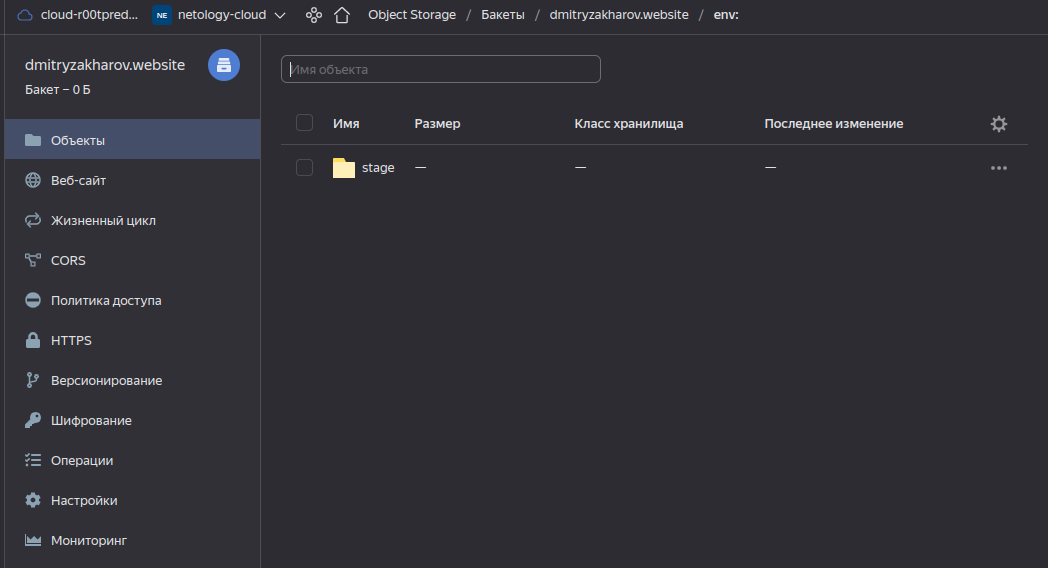 cloud-r00tpred... NE netology-cloud Object Storage / Бакеты / dmitryzakharov.website / env:
dmitryzakharov.website
Бакет – 0 Б
Объекты
Веб-сайт
Жизненный цикл
CORS
Политика доступа
HTTPS
Версионирование
Шифрование
Операции
Настройки
Мониторинг
Имя объекта
Имя Размер Класс хранилища Последнее изменение
stage — — —